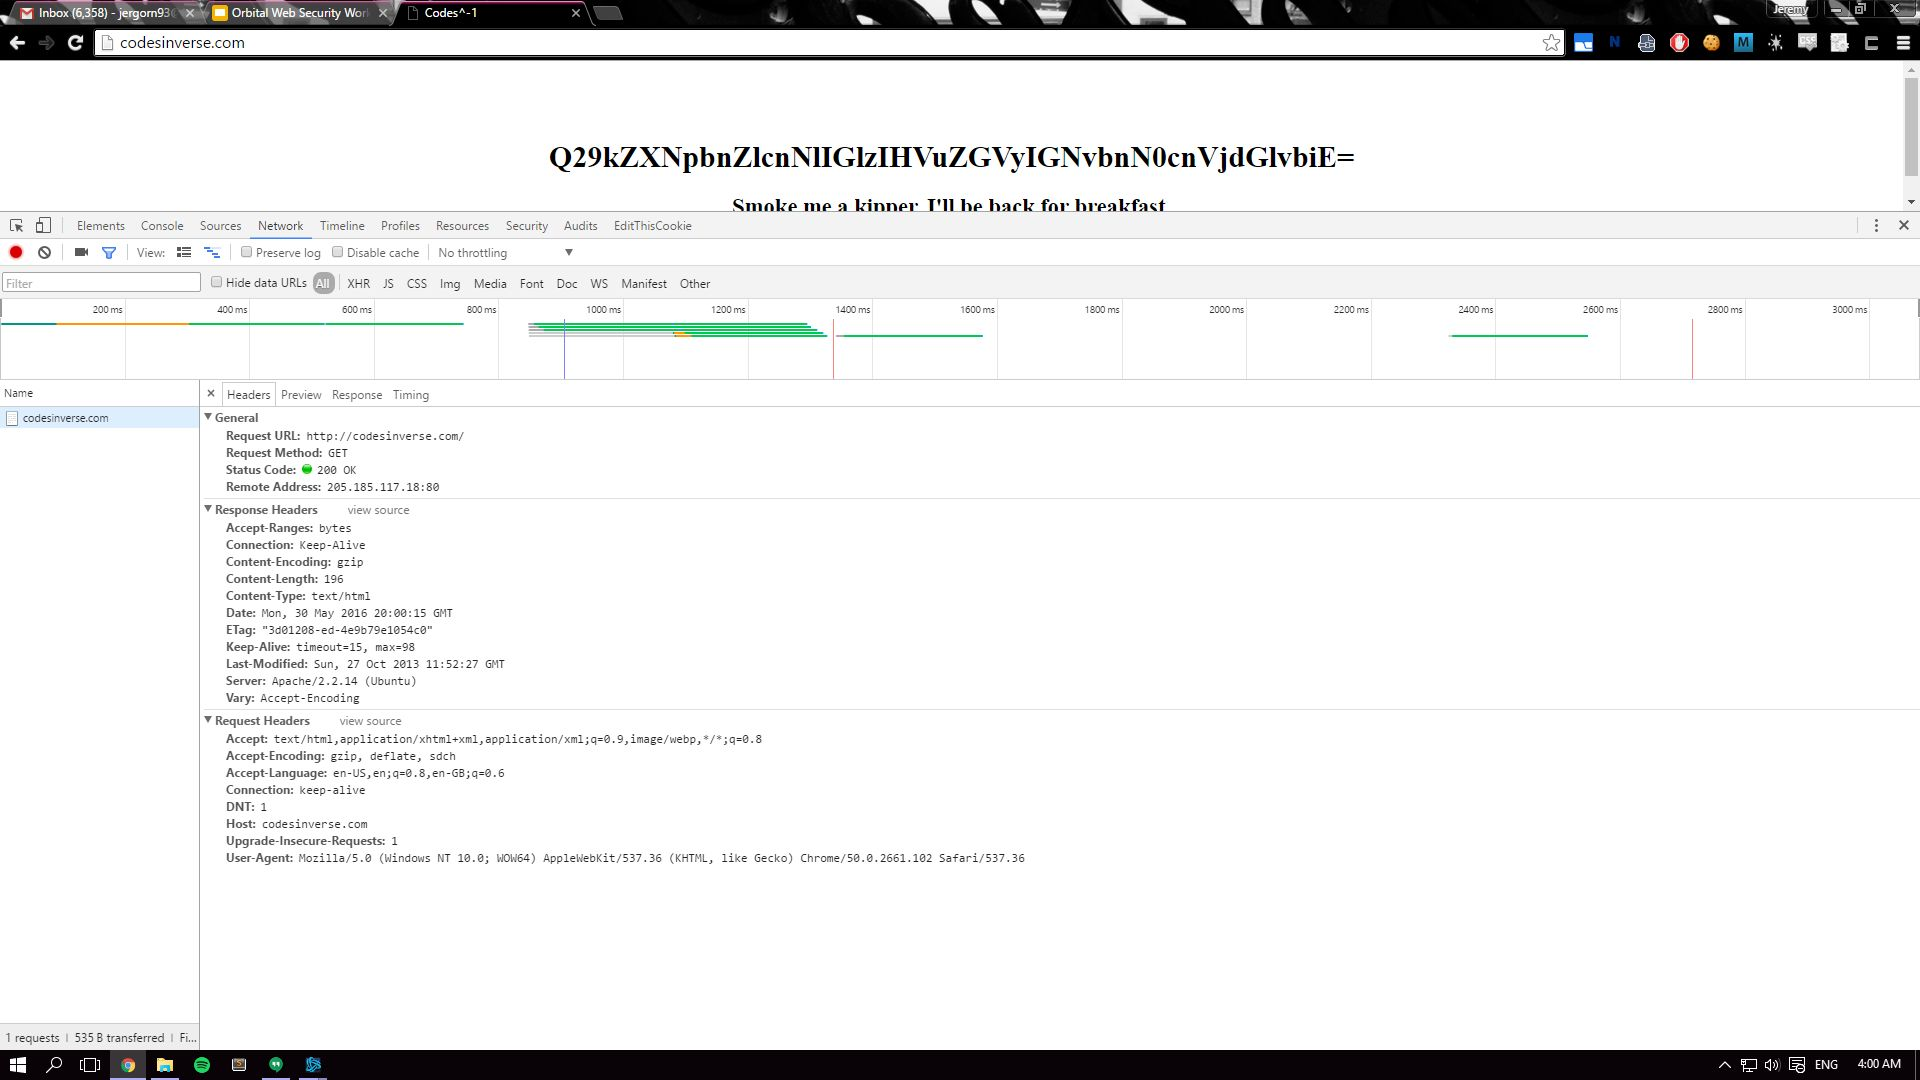 Inbox (6,358) - jergorn93@
Orbital Web Security Wor
Codes^-1
Jeremy
codesinverse.com
Q29kZXNpbnZlcnNlIGlzIHVuZGVyIGNvbnN0cnVjdGlvbiE=
Smoke me a kipper, I'll be back for breakfast
Elements Console Sources Network Timeline Profiles Resources Security Audits EditThisCookie
View: Preserve log Disable cache No throttling
Filter Hide data URLs All XHR JS CSS Img Media Font Doc WS Manifest Other
200 ms 400 ms 600 ms 800 ms 1000 ms 1200 ms 1400 ms 1600 ms 1800 ms 2000 ms 2200 ms 2400 ms 2600 ms 2800 ms 3000 ms
Name
codesinverse.com
Headers Preview Response Timing
General
Request URL: http://codesinverse.com/
Request Method: GET
Status Code: 200 OK
Remote Address: 205.185.117.18:80
Response Headers view source
Accept-Ranges: bytes
Connection: Keep-Alive
Content-Encoding: gzip
Content-Length: 196
Content-Type: text/html
Date: Mon, 30 May 2016 20:00:15 GMT
ETag: "3d01208-ed-4e9b79e1054c0"
Keep-Alive: timeout=15, max=98
Last-Modified: Sun, 27 Oct 2013 11:52:27 GMT
Server: Apache/2.2.14 (Ubuntu)
Vary: Accept-Encoding
Request Headers view source
Accept: text/html,application/xhtml+xml,application/xml;q=0.9,image/webp,*/*;q=0.8
Accept-Encoding: gzip, deflate, sdch
Accept-Language: en-US,en;q=0.8,en-GB;q=0.6
Connection: keep-alive
DNT: 1
Host: codesinverse.com
Upgrade-Insecure-Requests: 1
User-Agent: Mozilla/5.0 (Windows NT 10.0; WOW64) AppleWebKit/537.36 (KHTML, like Gecko) Chrome/50.0.2661.102 Safari/537.36
1 requests | 535 B transferred | Fi...
ENG 4:00 AM